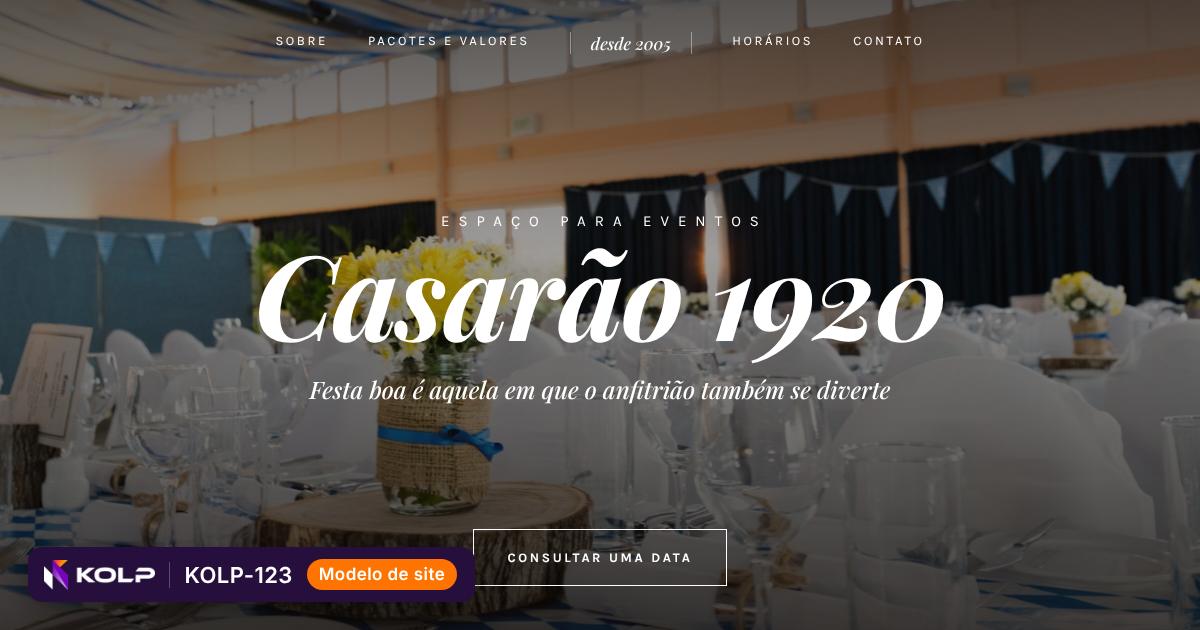 SOBRE
PACOTES E VALORES
desde 2005
HORÁRIOS
CONTATO
ESPAÇO PARA EVENTOS
Casarão 1920
Festa boa é aquela em que o anfitrião também se diverte
CONSULTAR UMA DATA
KOLP
KOLP-123
Modelo de site